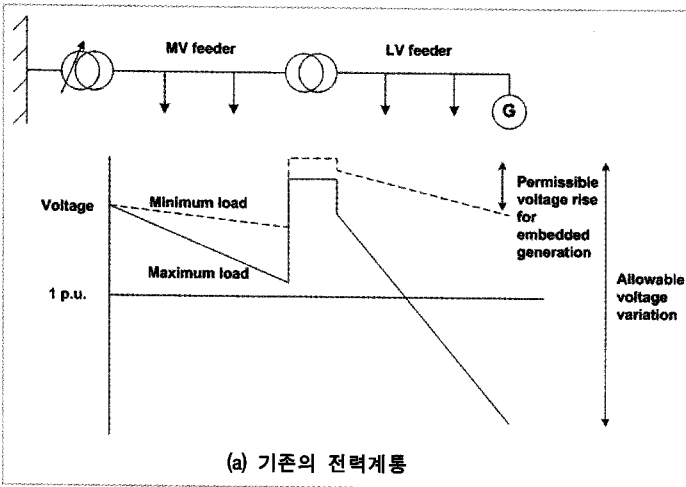 MV feeder
LV feeder
G
Voltage
Minimum load
Maximum load
1 p.u.
Permissible
voltage rise
for
embedded
generation
Allowable
voltage
variation
(a) 기존의 전력계통